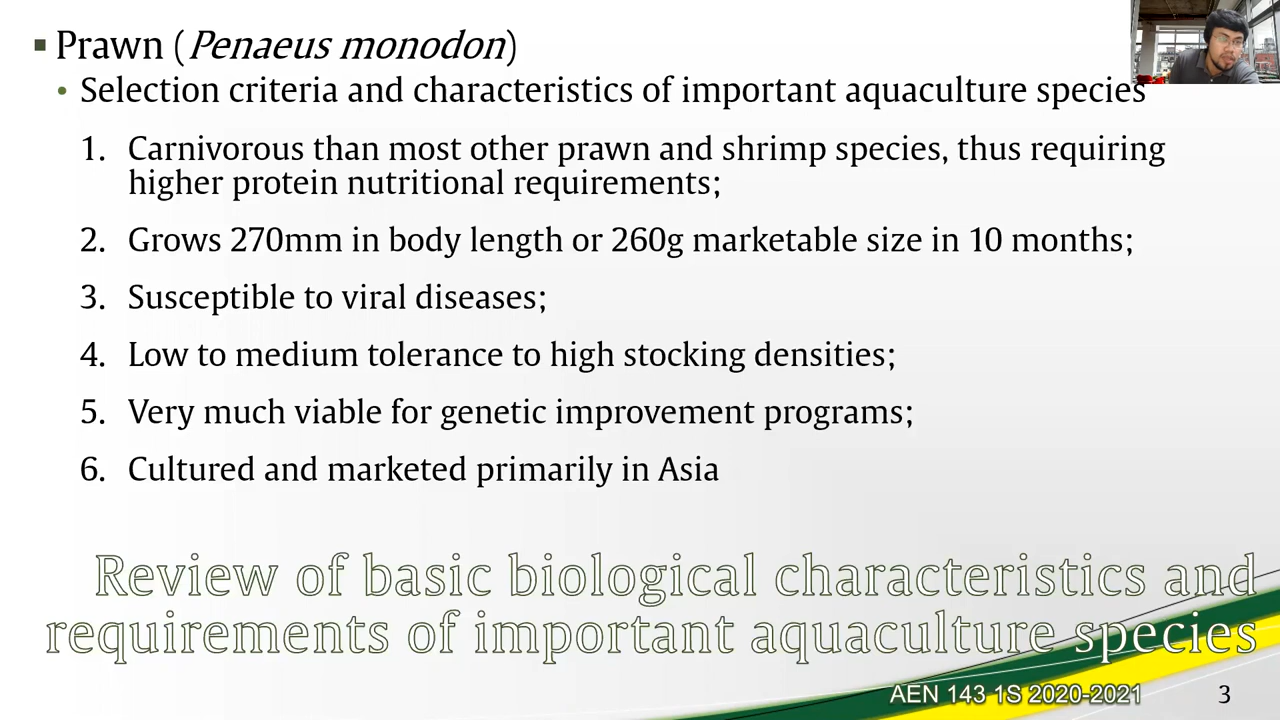 ▪ Prawn (Penaeus monodon)
• Selection criteria and characteristics of important aquaculture species
1. Carnivorous than most other prawn and shrimp species, thus requiring
higher protein nutritional requirements;
2. Grows 270mm in body length or 260g marketable size in 10 months;
3. Susceptible to viral diseases;
4. Low to medium tolerance to high stocking densities;
5. Very much viable for genetic improvement programs;
6. Cultured and marketed primarily in Asia
Review of basic biological characteristics and
requirements of important aquaculture species
AEN 143 1S 2020-2021
3